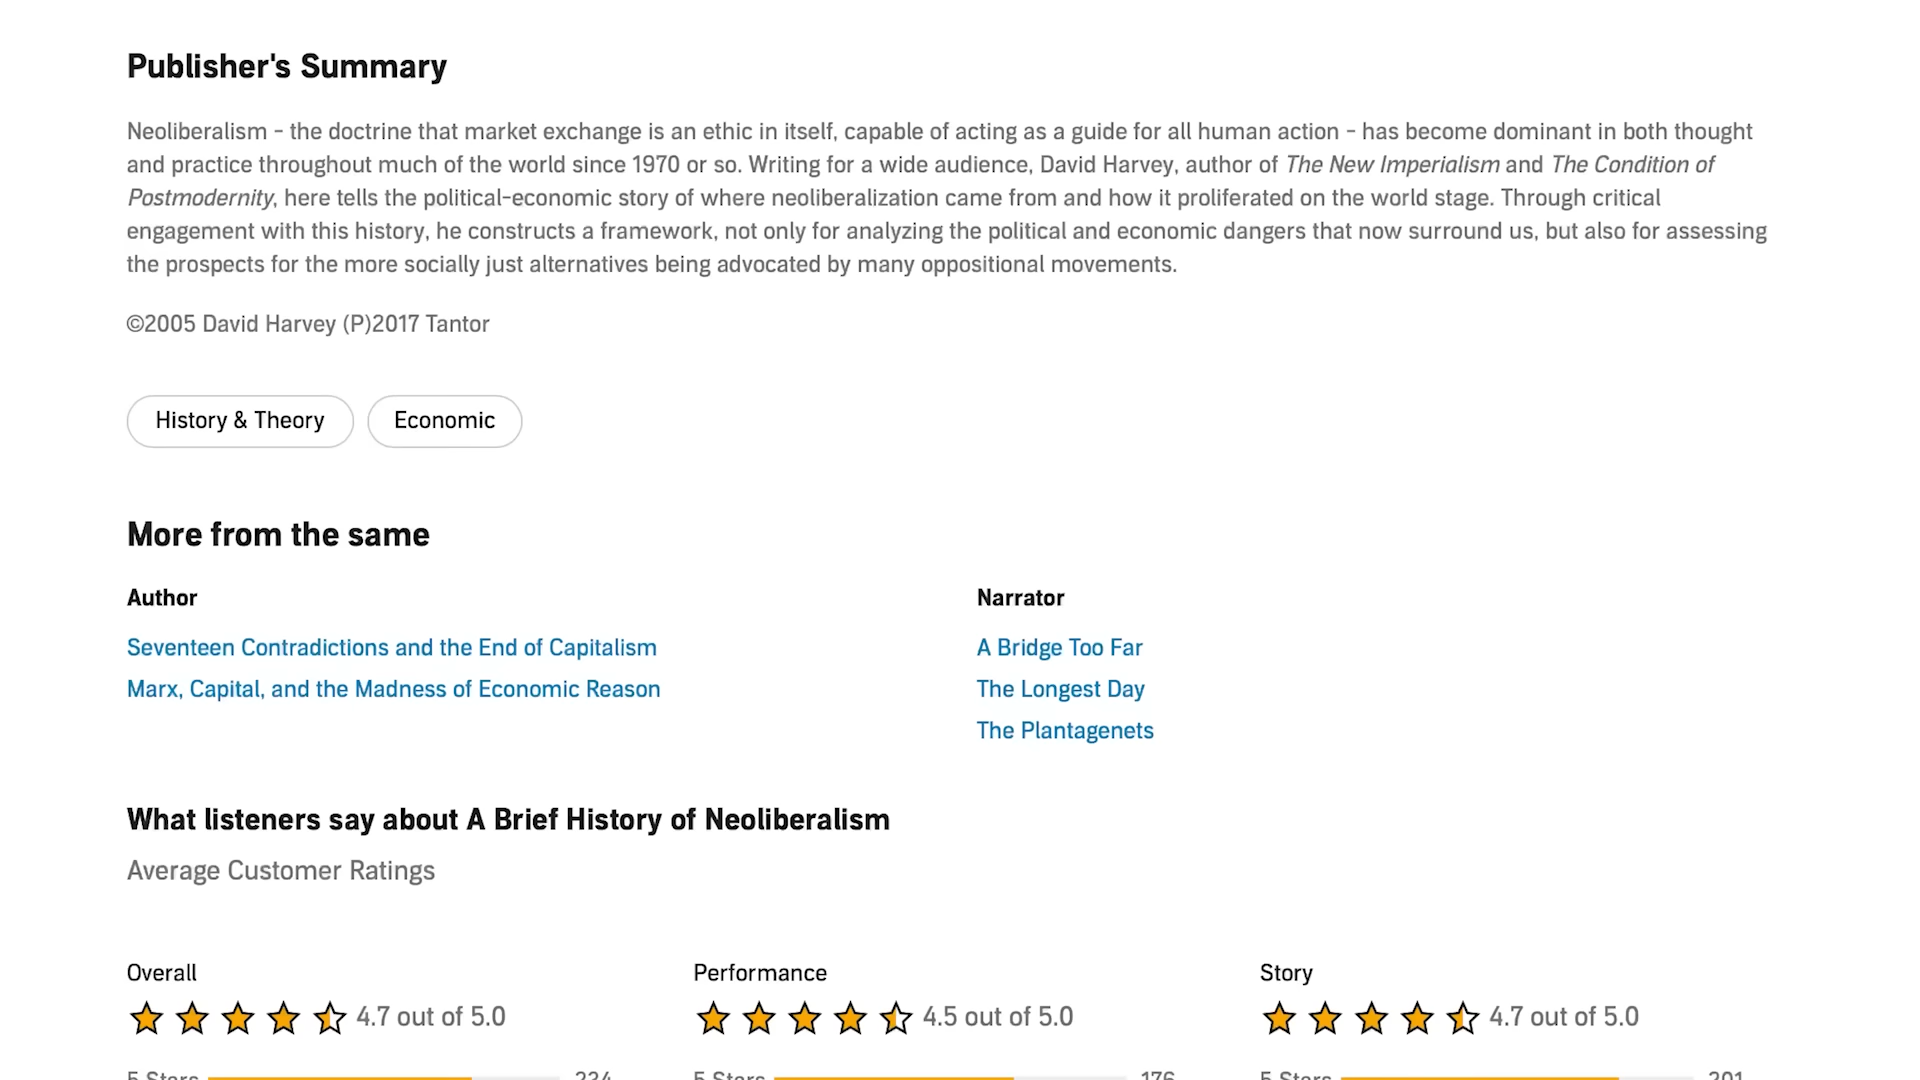 Publisher's Summary
Neoliberalism - the doctrine that market exchange is an ethic in itself, capable of acting as a guide for all human action - has become dominant in both thought
and practice throughout much of the world since 1970 or so. Writing for a wide audience, David Harvey, author of The New Imperialism and The Condition of
Postmodernity, here tells the political-economic story of where neoliberalization came from and how it proliferated on the world stage. Through critical
engagement with this history, he constructs a framework, not only for analyzing the political and economic dangers that now surround us, but also for assessing
the prospects for the more socially just alternatives being advocated by many oppositional movements.
©2005 David Harvey (P)2017 Tantor
History & Theory
Economic
More from the same
Author
Seventeen Contradictions and the End of Capitalism
Marx, Capital, and the Madness of Economic Reason
Narrator
A Bridge Too Far
The Longest Day
The Plantagenets
What listeners say about A Brief History of Neoliberalism
Average Customer Ratings
Overall
4.7 out of 5.0
5 Stars
Performance
4.5 out of 5.0
5 Stars 176
Story
4.7 out of 5.0
5 Stars 201